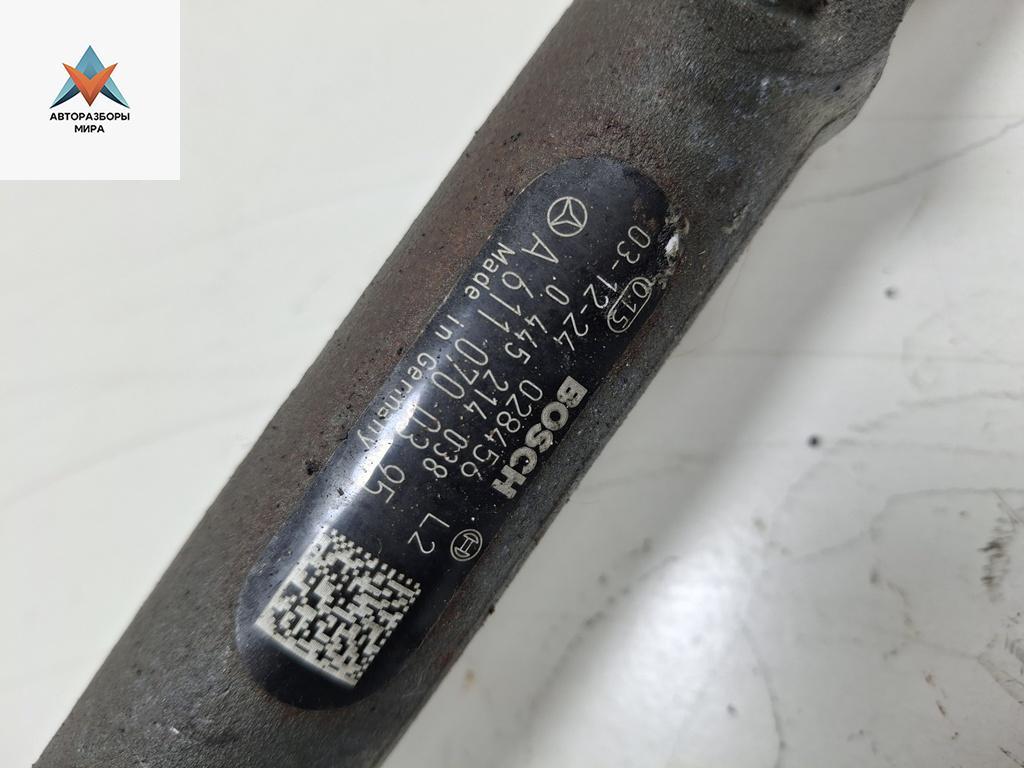 АВТОРАЗБОРЫ
МИРА
015
BOSCH
03-12-24 028456
0 445 214 038
A 611 070 03 95 L2
Made in Germany